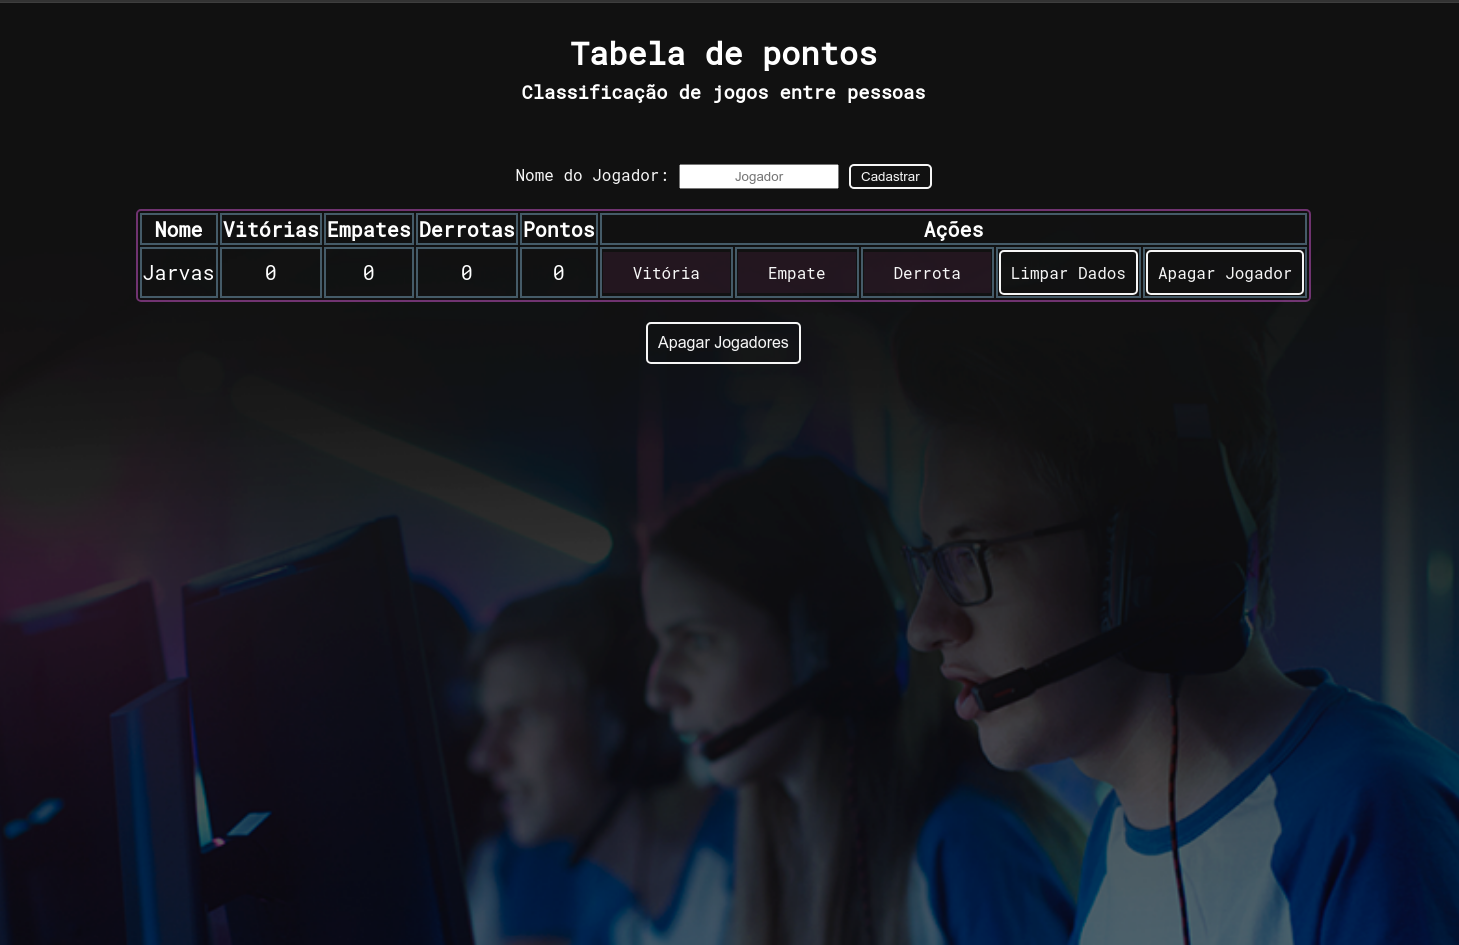 Tabela de pontos
Classificação de jogos entre pessoas
Nome do Jogador: Jogador Cadastrar
Nome Vitórias Empates Derrotas Pontos Ações
Jarvas 0 0 0 0 Vitória Empate Derrota Limpar Dados Apagar Jogador
Apagar Jogadores